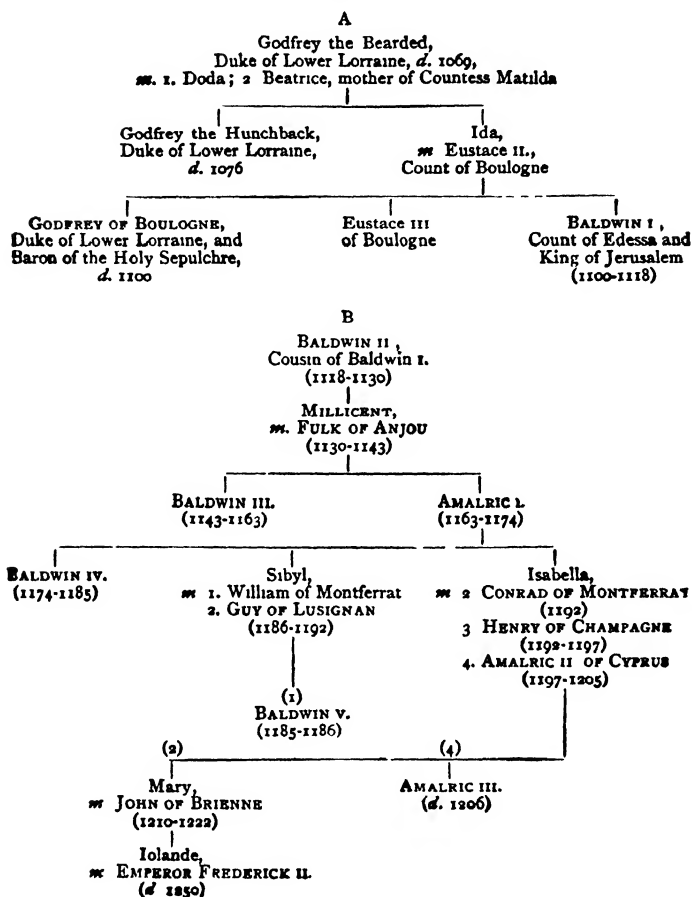 A
Godfrey the Bearded,
Duke of Lower Lorraine, d. 1069,
m. 1. Doda; 2 Beatrice, mother of Countess Matilda
Godfrey the Hunchback,
Duke of Lower Lorraine,
d. 1076
Ida,
m Eustace II.,
Count of Boulogne
GODFREY OF BOULOGNE,
Duke of Lower Lorraine, and
Baron of the Holy Sepulchre,
d. 1100
Eustace III
of Boulogne
BALDWIN I,
Count of Edessa and
King of Jerusalem
(1100-1118)
B
BALDWIN II,
Cousin of Baldwin I.
(1118-1130)
MILLICENT,
m. FULK OF ANJOU
(1130-1143)
BALDWIN III.
(1143-1163)
AMALRIC I.
(1163-1174)
BALDWIN IV.
(1174-1185)
Sibyl,
m 1. William of Montferrat
2. GUY OF LUSIGNAN
(1186-1192)
Isabella,
m 2 CONRAD OF MONTFERRAT
(1192)
3 HENRY OF CHAMPAGNE
(1192-1197)
4. AMALRIC II OF CYPRUS
(1197-1205)
(1)
BALDWIN V.
(1185-1186)
(2)
(4)
Mary,
m JOHN OF BRIENNE
(1210-1222)
AMALRIC III.
(d. 1206)
Iolande,
m EMPEROR FREDERICK II.
(d 1250)